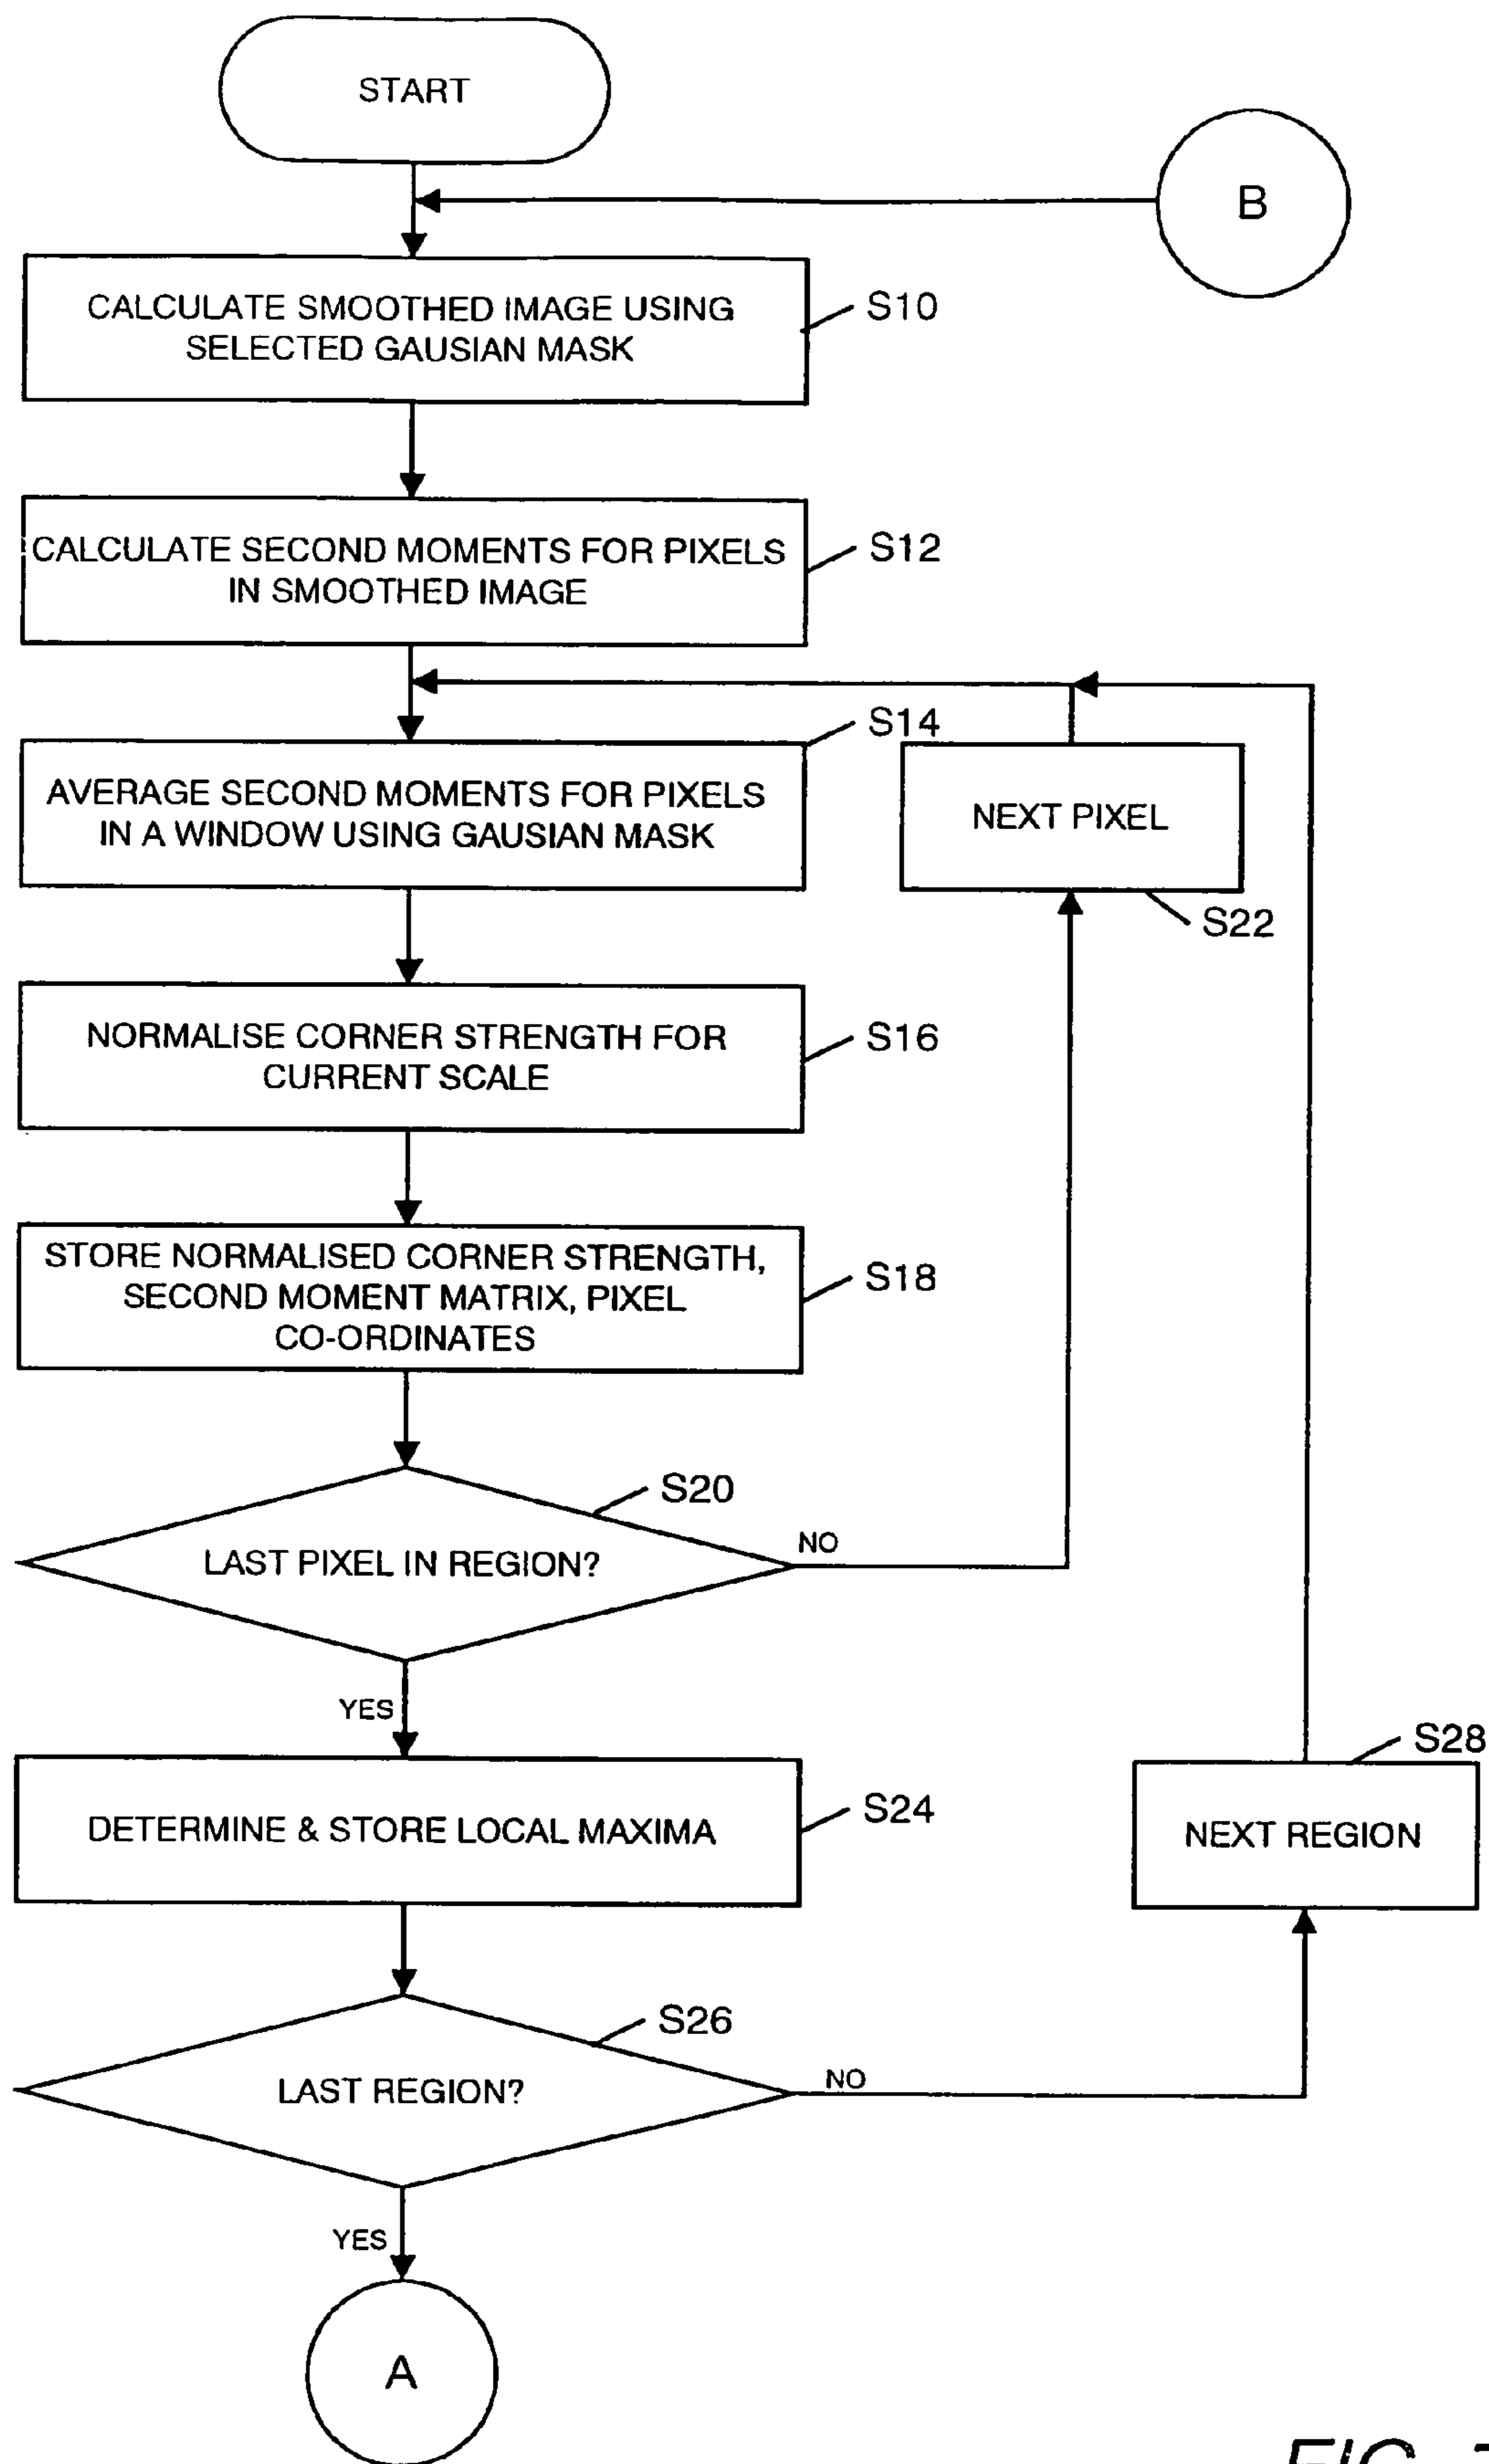 START
B
CALCULATE SMOOTHED IMAGE USING
SELECTED GAUSIAN MASK
S10
CALCULATE SECOND MOMENTS FOR PIXELS
IN SMOOTHED IMAGE
S12
S14
AVERAGE SECOND MOMENTS FOR PIXELS
IN A WINDOW USING GAUSIAN MASK
NEXT PIXEL
S22
NORMALISE CORNER STRENGTH FOR
CURRENT SCALE
S16
STORE NORMALISED CORNER STRENGTH,
SECOND MOMENT MATRIX, PIXEL
CO-ORDINATES
S18
S20
LAST PIXEL IN REGION?
NO
YES
DETERMINE & STORE LOCAL MAXIMA
S24
S28
NEXT REGION
S26
LAST REGION?
NO
YES
A
FIG.